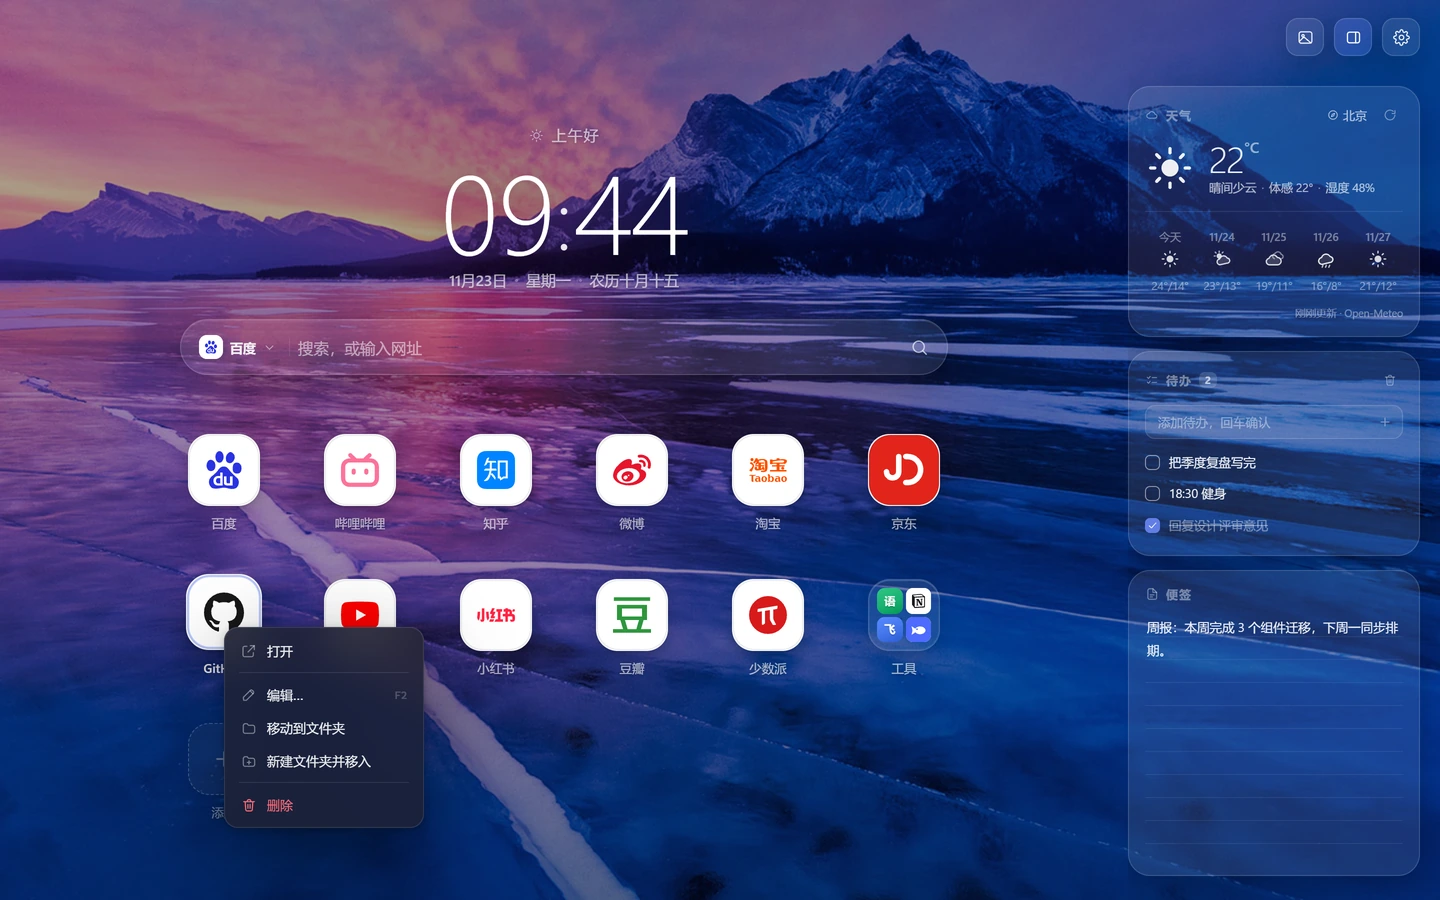 上午好
09:44
11月23日 · 星期一 · 农历十月十五
百度 搜索，或输入网址
du
百度
哔哩哔哩
知
知乎
微博
淘宝
Taobao
淘宝
JD
京东
Gith
小红书
小红书
豆
豆瓣
π
少数派
语
N
飞
工具
打开
编辑... F2
移动到文件夹
新建文件夹并移入
删除
添
天气 北京
22°C
晴间少云 · 体感 22° · 湿度 48%
今天 11/24 11/25 11/26 11/27
24°/14° 23°/13° 19°/11° 16°/8° 21°/12°
刚刚更新 · Open-Meteo
待办 2
添加待办，回车确认
把季度复盘写完
18:30 健身
回复设计评审意见
便签
周报：本周完成 3 个组件迁移，下周一同步排
期。